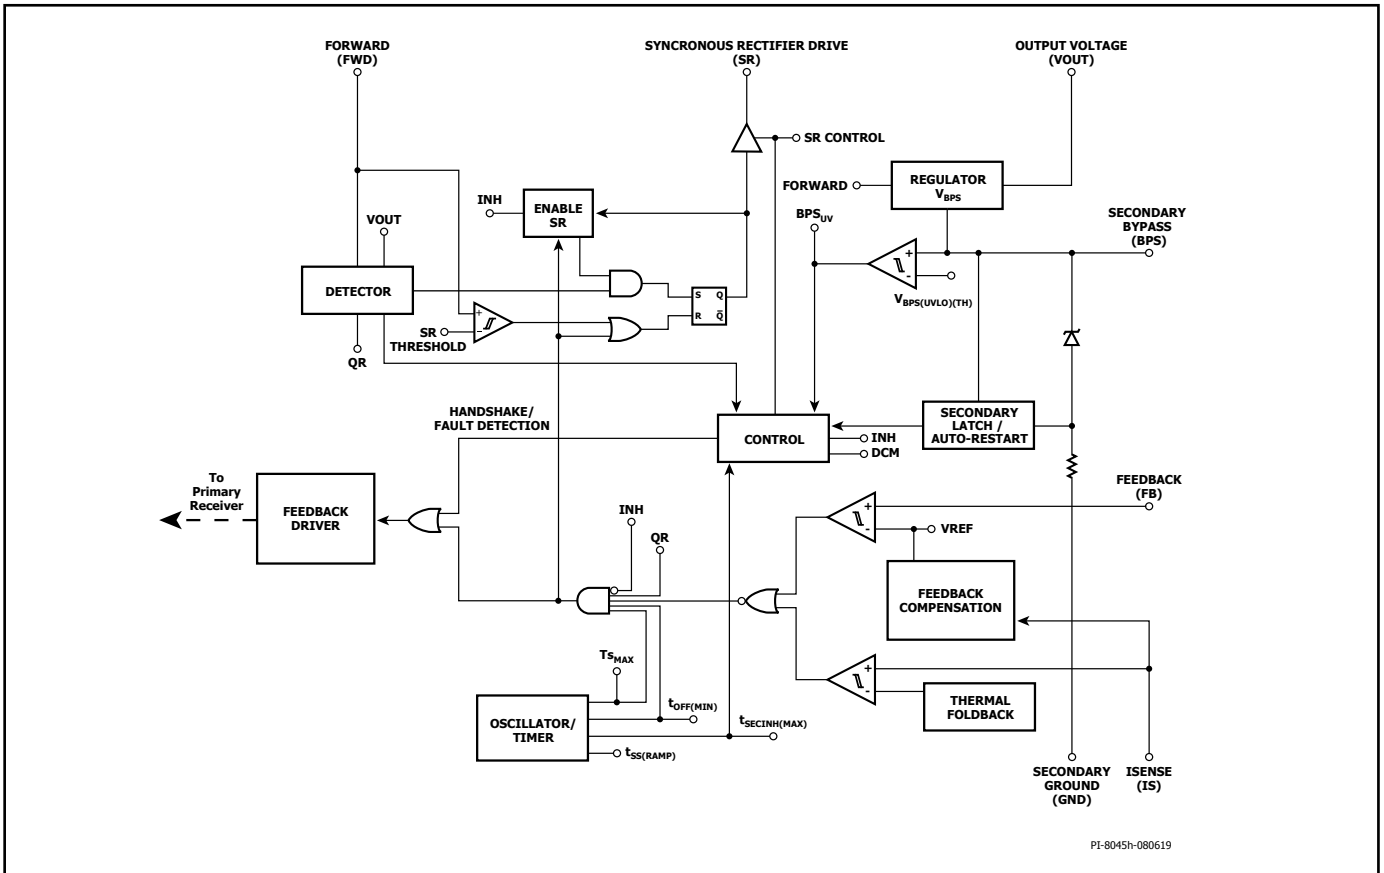 FORWARD
(FWD)
SYNCRONOUS RECTIFIER DRIVE
(SR)
OUTPUT VOLTAGE
(VOUT)
SR CONTROL
FORWARD
REGULATOR
VBPS
INH
ENABLE
SR
VOUT
BPSUV
SECONDARY
BYPASS
(BPS)
DETECTOR
+
-
VBPS(UVLO)(TH)
S Q
R Q̅
+
−
SR
THRESHOLD
QR
HANDSHAKE/
FAULT DETECTION
CONTROL
INH
DCM
SECONDARY
LATCH /
AUTO-RESTART
To
Primary
Receiver
FEEDBACK
DRIVER
FEEDBACK
(FB)
+
-
VREF
INH
QR
FEEDBACK
COMPENSATION
TsMAX
+
-
THERMAL
FOLDBACK
OSCILLATOR/
TIMER
tOFF(MIN)
tSECINH(MAX)
tSS(RAMP)
SECONDARY
GROUND
(GND)
ISENSE
(IS)
PI-8045h-080619